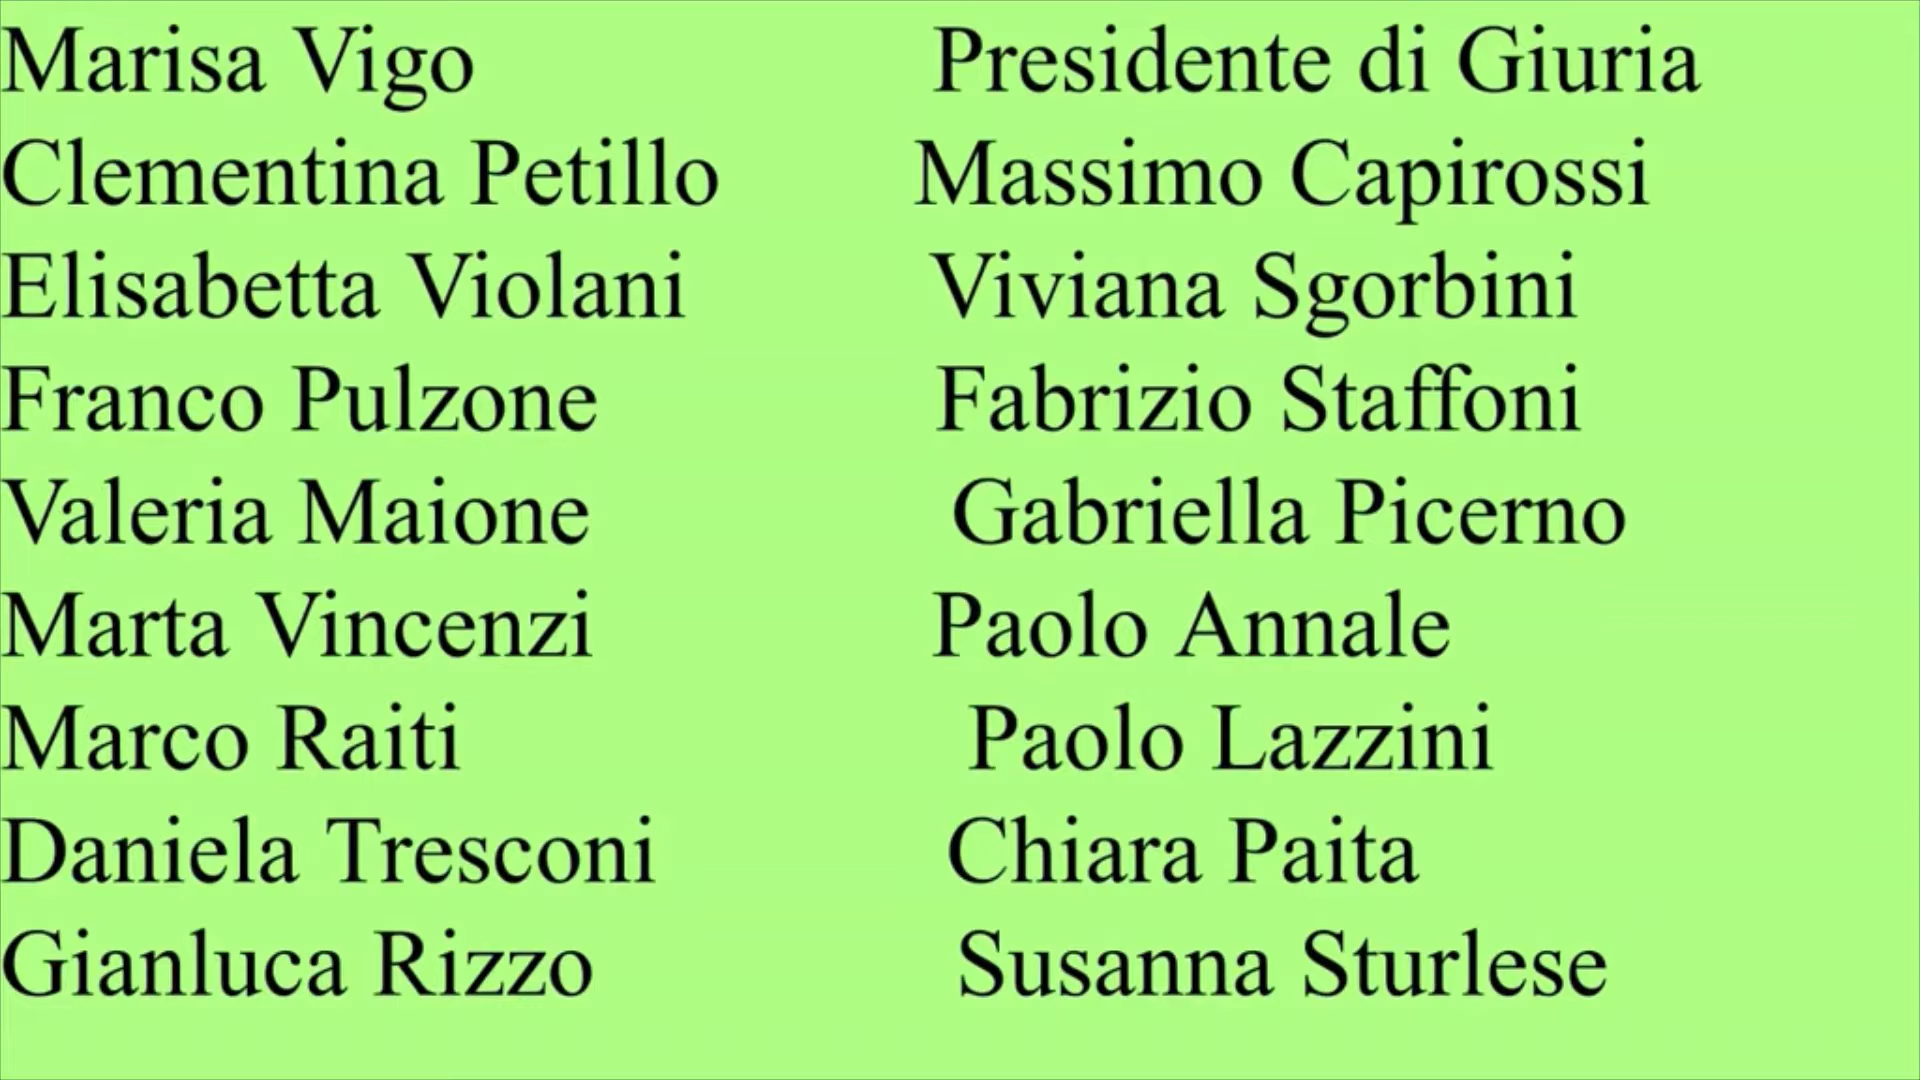 Marisa Vigo Presidente di Giuria
Clementina Petillo Massimo Capirossi
Elisabetta Violani Viviana Sgorbini
Franco Pulzone Fabrizio Staffoni
Valeria Maione Gabriella Picerno
Marta Vincenzi Paolo Annale
Marco Raiti Paolo Lazzini
Daniela Tresconi Chiara Paita
Gianluca Rizzo Susanna Sturlese